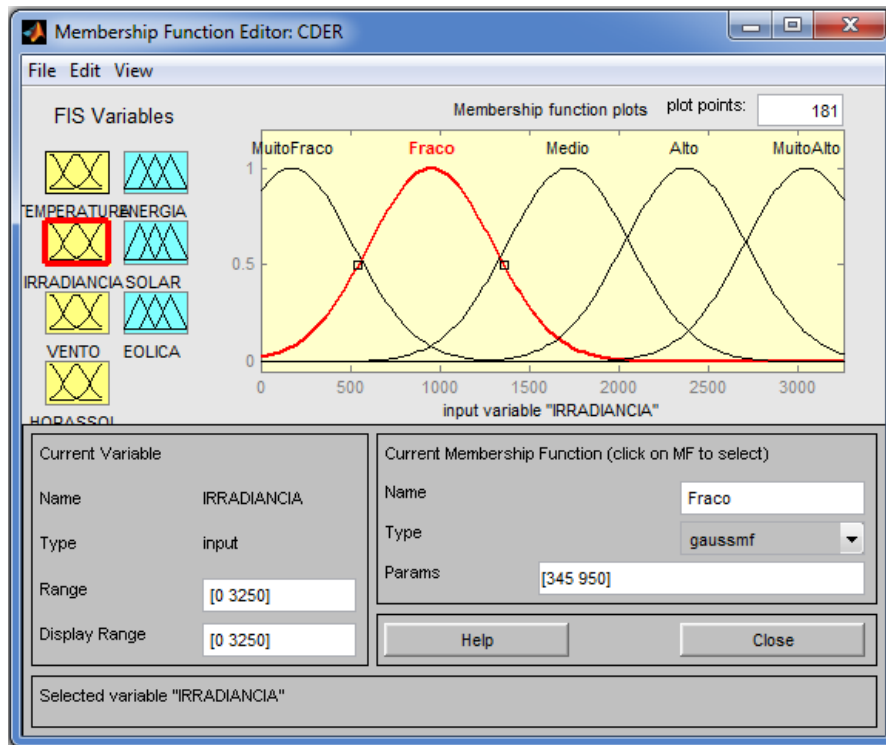 Membership Function Editor: CDER
File Edit View
FIS Variables
Membership function plots plot points: 181
MuitoFraco Fraco Medio Alto MuitoAlto
1
0.5
0
0 500 1000 1500 2000 2500 3000
input variable "IRRADIANCIA"
TEMPERATURA ENERGIA
IRRADIANCIA SOLAR
VENTO EOLICA
HORASSOL
Current Variable
Name IRRADIANCIA
Type input
Range [0 3250]
Display Range [0 3250]
Current Membership Function (click on MF to select)
Name Fraco
Type gaussmf
Params [345 950]
Help Close
Selected variable "IRRADIANCIA"